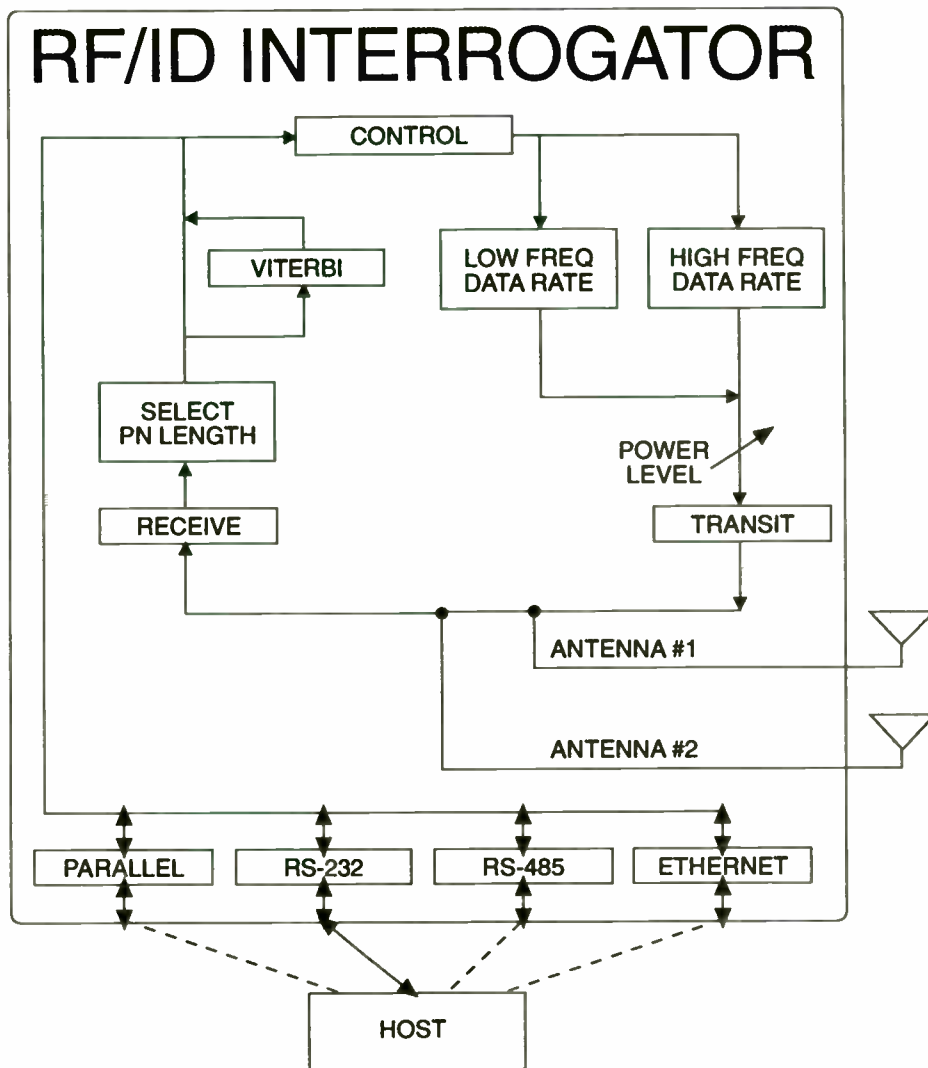 RF/ID INTERROGATOR
CONTROL
LOW FREQ
DATA RATE
HIGH FREQ
DATA RATE
VITERBI
SELECT
PN LENGTH
POWER
LEVEL
RECEIVE
TRANSIT
ANTENNA #1
ANTENNA #2
PARALLEL
RS-232
RS-485
ETHERNET
HOST